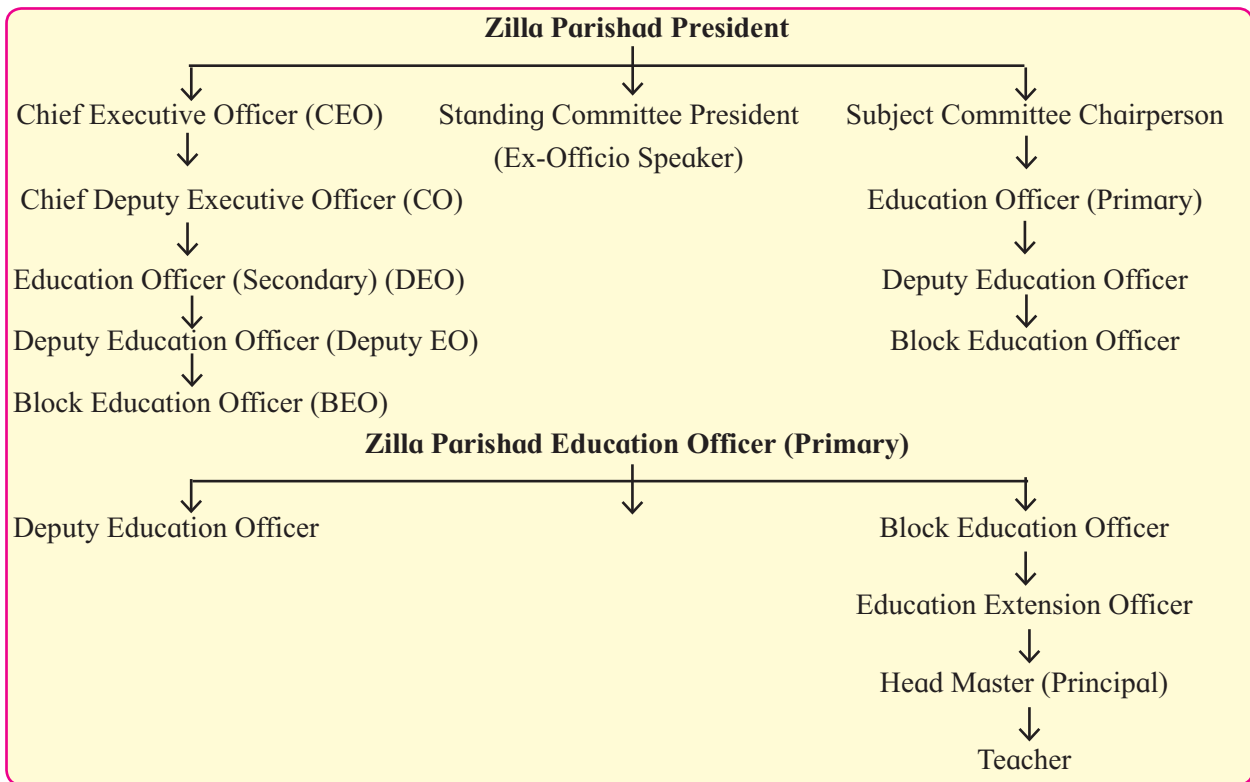 Zilla Parishad President
Chief Executive Officer (CEO)
Standing Committee President
(Ex-Officio Speaker)
Subject Committee Chairperson
Chief Deputy Executive Officer (CO)
Education Officer (Primary)
Education Officer (Secondary) (DEO)
Deputy Education Officer
Deputy Education Officer (Deputy EO)
Block Education Officer
Block Education Officer (BEO)
Zilla Parishad Education Officer (Primary)
Deputy Education Officer
Block Education Officer
Education Extension Officer
Head Master (Principal)
Teacher